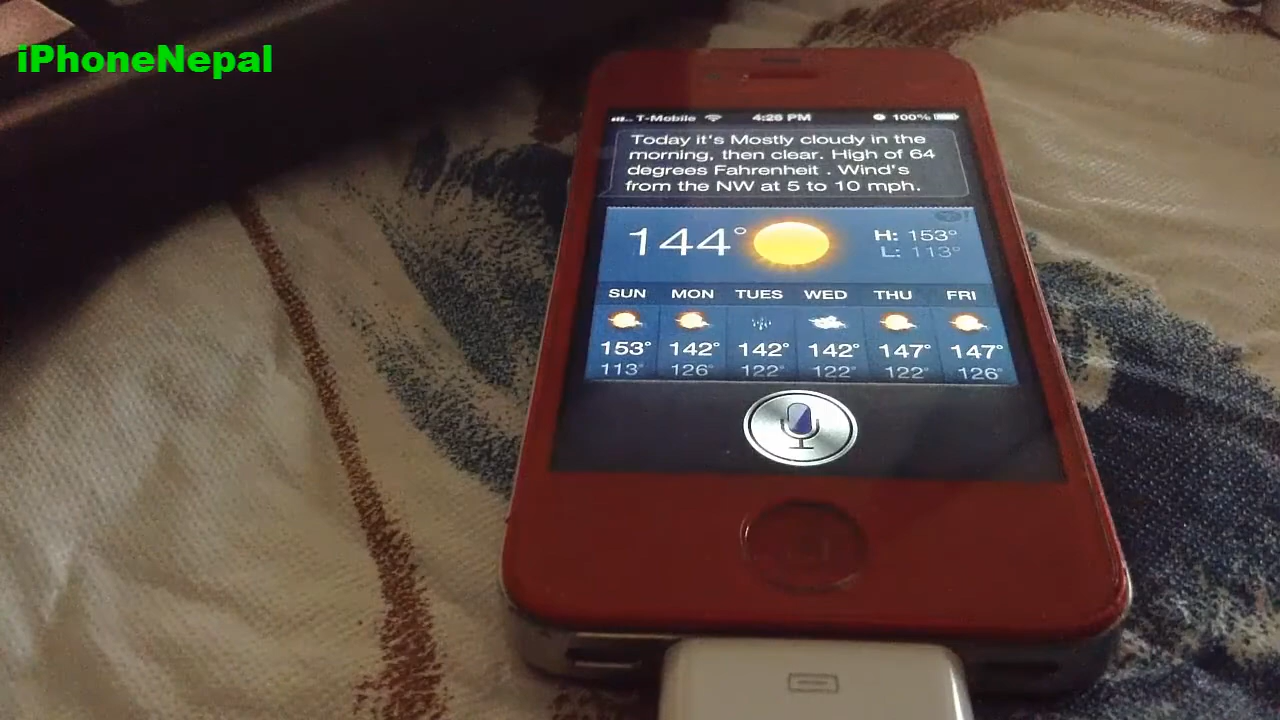 iPhoneNepal
T-Mobile 4:26 PM 100%
Today it's Mostly cloudy in the
morning, then clear. High of 64
degrees Fahrenheit . Wind's
from the NW at 5 to 10 mph.
144° H: 153°
L: 113°
SUN MON TUES WED THU FRI
153° 142° 142° 142° 147° 147°
113° 126° 122° 122° 122° 126°